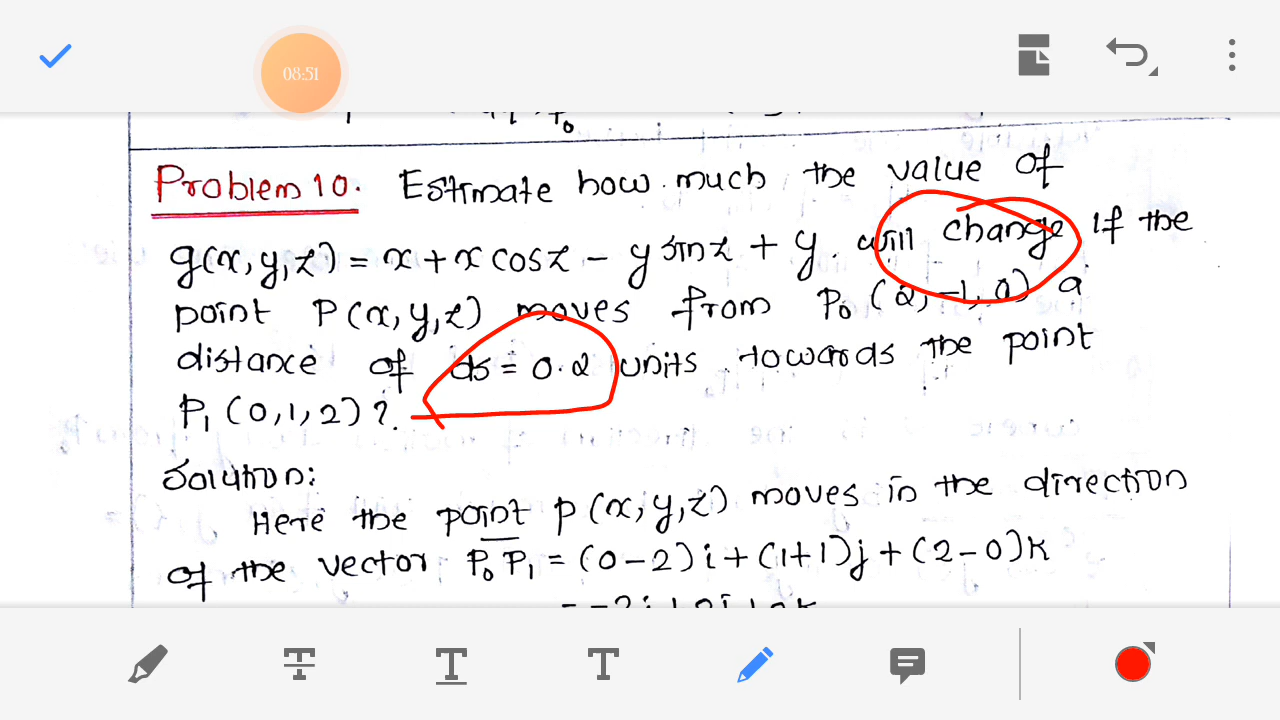 08:51
Problem 10. Estimate how much the value of
g(x,y,z) = x + x cosz - y sinz + y. will change if the
point P(x,y,z) moves from P₀ (2,-1,0) a
distance of ds = 0.2 units towards the point
P₁ (0,1,2)?.
Solution:
Here the point p(x,y,z) moves in the direction
of the vector P₀P₁ = (0-2)i + (1+1)j + (2-0)k
T T T